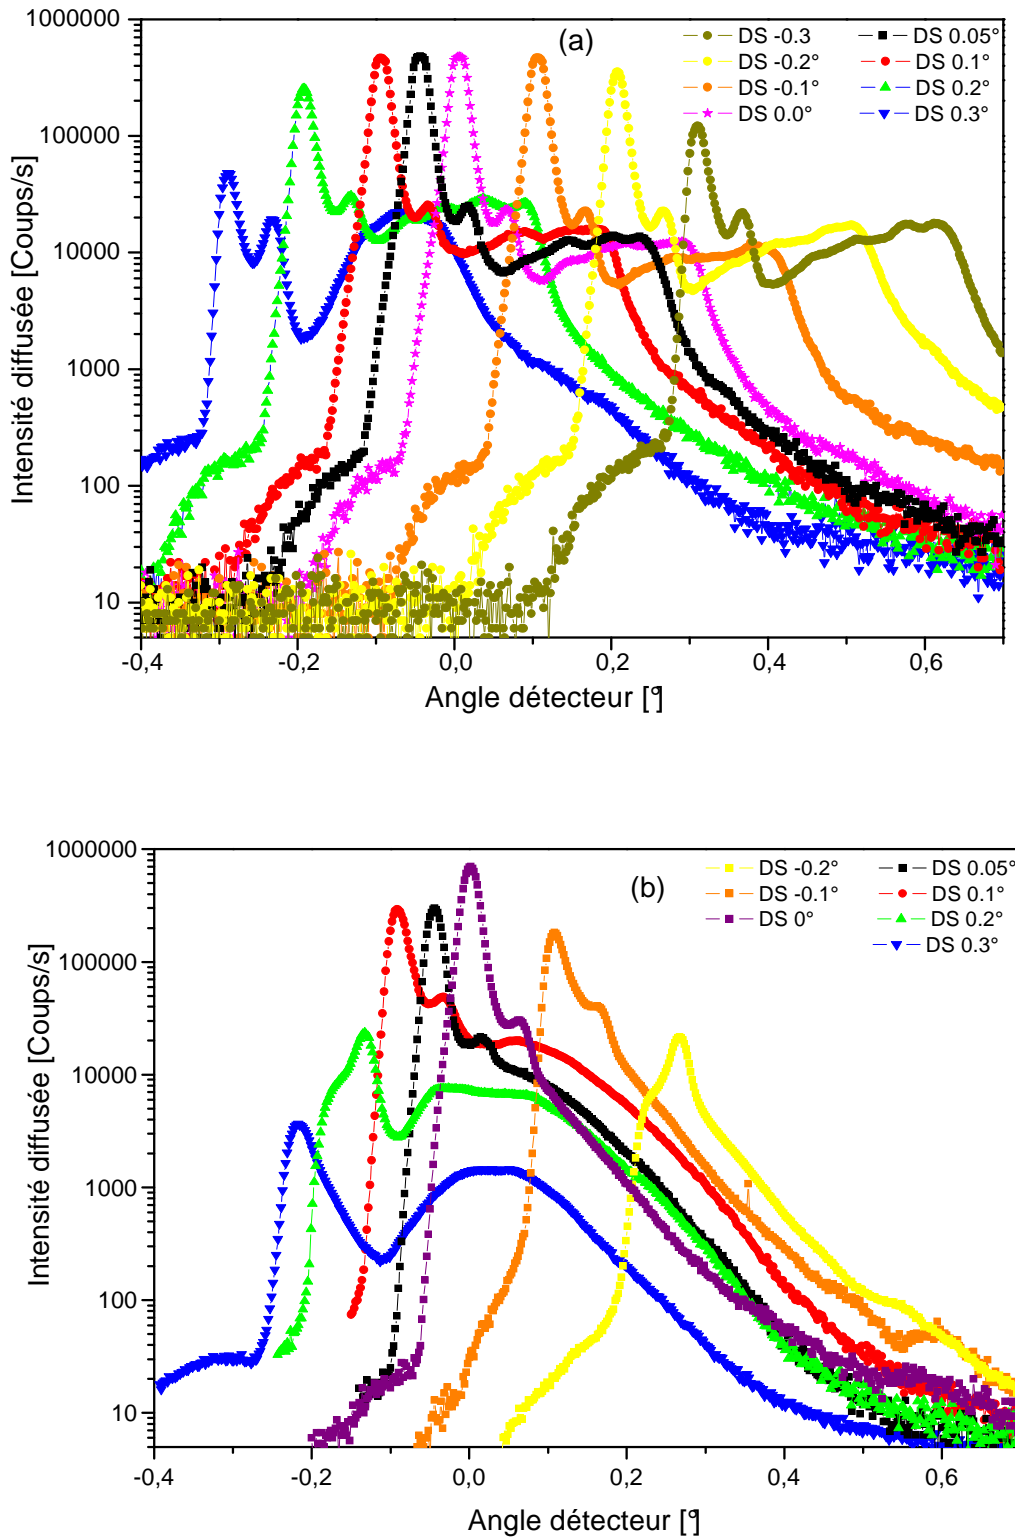 1000000
100000
10000
1000
100
10
Intensité diffusée [Coups/s]
(a)
DS -0.3
DS -0.2°
DS -0.1°
DS 0.0°
DS 0.05°
DS 0.1°
DS 0.2°
DS 0.3°
-0,4
-0,2
0,0
0,2
0,4
0,6
Angle détecteur [°]
1000000
100000
10000
1000
100
10
Intensité diffusée [Coups/s]
(b)
DS -0.2°
DS -0.1°
DS 0°
DS 0.05°
DS 0.1°
DS 0.2°
DS 0.3°
-0,4
-0,2
0,0
0,2
0,4
0,6
Angle détecteur [°]